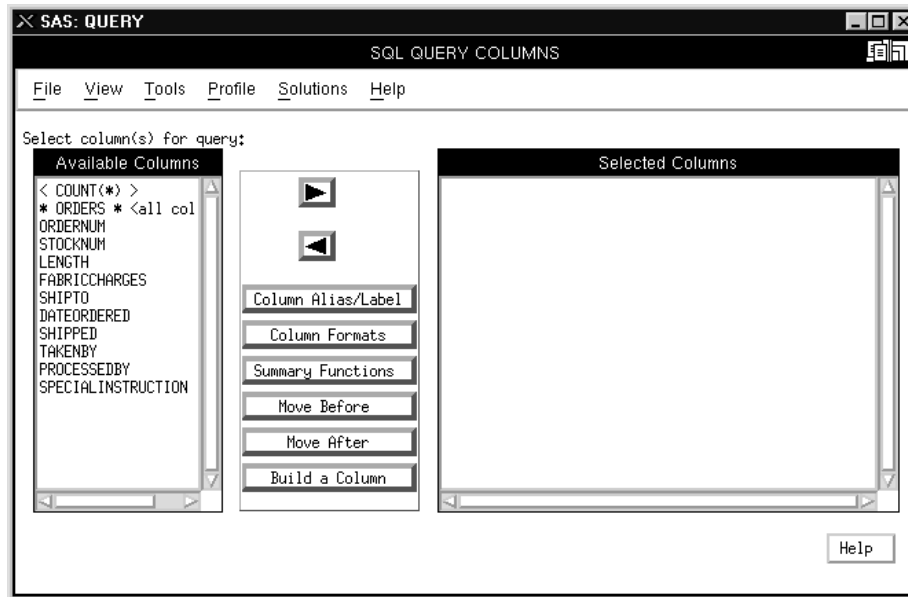 SAS: QUERY
SQL QUERY COLUMNS
File View Tools Profile Solutions Help
Select column(s) for query:
Available Columns
< COUNT(*) >
* ORDERS * <all col
ORDERNUM
STOCKNUM
LENGTH
FABRICCHARGES
SHIPTO
DATEORDERED
SHIPPED
TAKENBY
PROCESSEDBY
SPECIALINSTRUCTION
Column Alias/Label
Column Formats
Summary Functions
Move Before
Move After
Build a Column
Selected Columns
Help